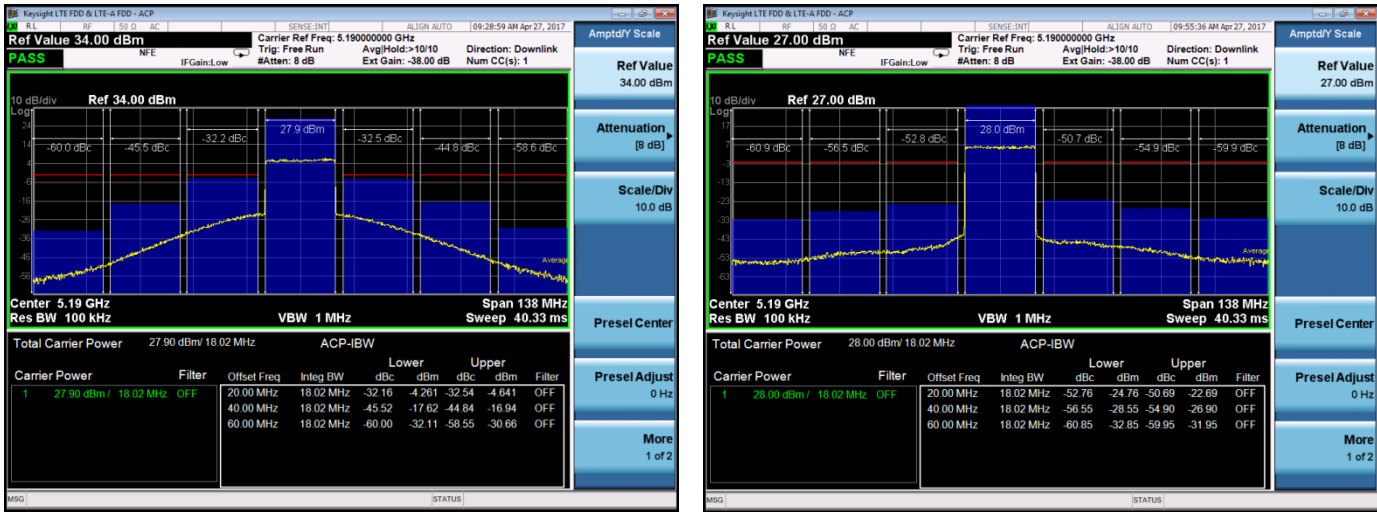 Keysight LTE FDD & LTE-A FDD - ACP
RL RF 50 Ω AC SENSE:INT ALIGN AUTO 09:28:59 AM Apr 27, 2017
Ref Value 34.00 dBm
Carrier Ref Freq: 5.190000000 GHz
NFE Trig: Free Run Avg|Hold:>10/10 Direction: Downlink
PASS IFGain:Low #Atten: 8 dB Ext Gain: -38.00 dB Num CC(s): 1
10 dB/div Ref 34.00 dBm
Log
24
14
4
-6
-16
-26
-36
-46
-56
-60.0 dBc -45.5 dBc -32.2 dBc 27.9 dBm -32.5 dBc -44.8 dBc -58.6 dBc
Average
Center 5.19 GHz Span 138 MHz
Res BW 100 kHz VBW 1 MHz Sweep 40.33 ms
Total Carrier Power 27.90 dBm/ 18.02 MHz ACP-IBW
Lower Upper
Carrier Power Filter Offset Freq Integ BW dBc dBm dBc dBm Filter
1 27.90 dBm / 18.02 MHz OFF 20.00 MHz 18.02 MHz -32.16 -4.261 -32.54 -4.641 OFF
40.00 MHz 18.02 MHz -45.52 -17.62 -44.84 -16.94 OFF
60.00 MHz 18.02 MHz -60.00 -32.11 -58.55 -30.66 OFF
MSG STATUS
Amptd/Y Scale
Ref Value
34.00 dBm
Attenuation
[8 dB]
Scale/Div
10.0 dB
Presel Center
Presel Adjust
0 Hz
More
1 of 2
Keysight LTE FDD & LTE-A FDD - ACP
RL RF 50 Ω AC SENSE:INT ALIGN AUTO 09:55:36 AM Apr 27, 2017
Ref Value 27.00 dBm
Carrier Ref Freq: 5.190000000 GHz
NFE Trig: Free Run Avg|Hold:>10/10 Direction: Downlink
PASS IFGain:Low #Atten: 8 dB Ext Gain: -38.00 dB Num CC(s): 1
10 dB/div Ref 27.00 dBm
Log
17
7
-3
-13
-23
-33
-43
-53
-63
-60.9 dBc -56.5 dBc -52.8 dBc 28.0 dBm -50.7 dBc -54.9 dBc -59.9 dBc
Average
Center 5.19 GHz Span 138 MHz
Res BW 100 kHz VBW 1 MHz Sweep 40.33 ms
Total Carrier Power 28.00 dBm/ 18.02 MHz ACP-IBW
Lower Upper
Carrier Power Filter Offset Freq Integ BW dBc dBm dBc dBm Filter
1 28.00 dBm / 18.02 MHz OFF 20.00 MHz 18.02 MHz -52.76 -24.76 -50.69 -22.69 OFF
40.00 MHz 18.02 MHz -56.55 -28.55 -54.90 -26.90 OFF
60.00 MHz 18.02 MHz -60.85 -32.85 -59.95 -31.95 OFF
MSG STATUS
Amptd/Y Scale
Ref Value
27.00 dBm
Attenuation
[8 dB]
Scale/Div
10.0 dB
Presel Center
Presel Adjust
0 Hz
More
1 of 2